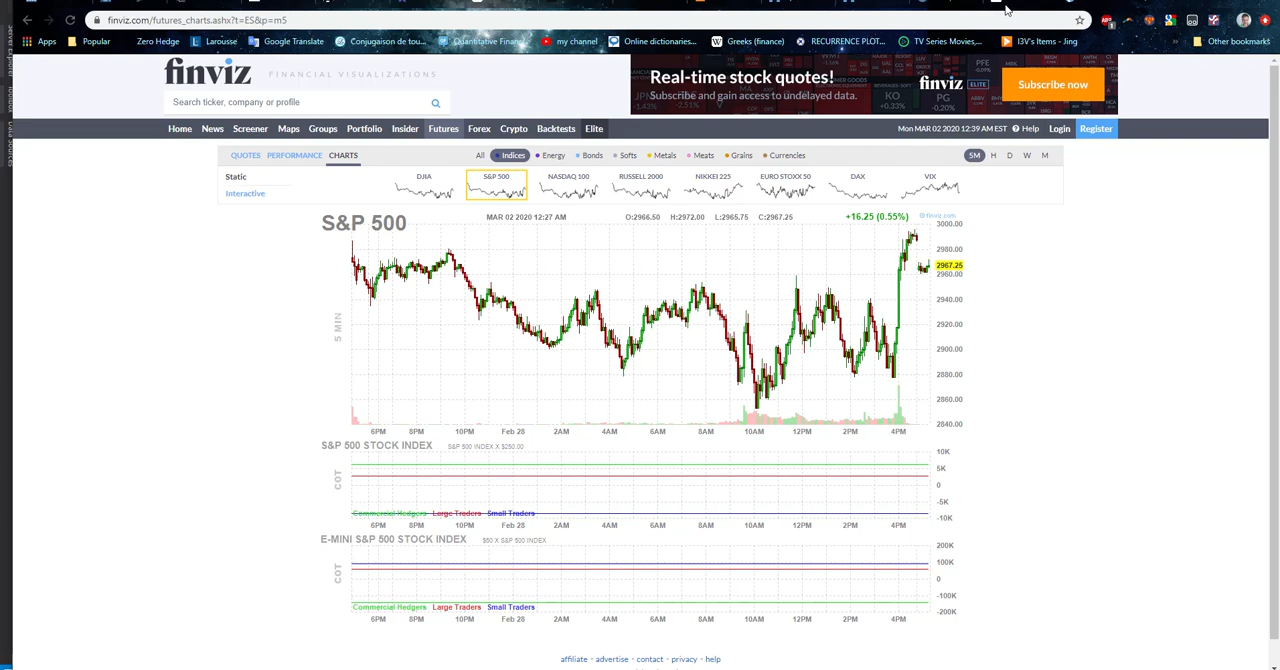 finviz.com/futures_charts.ashx?t=ES&p=m5
Apps Popular Zero Hedge Larousse Google Translate Conjugaison de tou... Quantitative Financ... my channel Online dictionaries... Greeks (finance) RECURRENCE PLOT... TV Series Movies,... I3V's Items - Jing » Other bookmarks
finviz FINANCIAL VISUALIZATIONS
Real-time stock quotes!
Subscribe and gain access to undelayed data.
finviz ELITE
Subscribe now
KO
+0.33%
PFE
-0.09%
PG
-0.20%
Search ticker, company or profile
Home News Screener Maps Groups Portfolio Insider Futures Forex Crypto Backtests Elite Mon MAR 02 2020 12:39 AM EST Help Login Register
QUOTES PERFORMANCE CHARTS All Indices Energy Bonds Softs Metals Meats Grains Currencies 5M H D W M
Static
Interactive
DJIA S&P 500 NASDAQ 100 RUSSELL 2000 NIKKEI 225 EURO STOXX 50 DAX VIX
S&P 500 MAR 02 2020 12:27 AM O:2966.50 H:2972.00 L:2965.75 C:2967.25 +16.25 (0.55%) © finviz.com
3000.00
2980.00
2967.25
2960.00
2940.00
2920.00
2900.00
2880.00
2860.00
2840.00
5 MIN
6PM 8PM 10PM Feb 28 2AM 4AM 6AM 8AM 10AM 12PM 2PM 4PM
S&P 500 STOCK INDEX S&P 500 INDEX X $250.00
10K
5K
0
-5K
-10K
COT
Commercial Hedgers Large Traders Small Traders
6PM 8PM 10PM Feb 28 2AM 4AM 6AM 8AM 10AM 12PM 2PM 4PM
E-MINI S&P 500 STOCK INDEX $50 X S&P 500 INDEX
200K
100K
0
-100K
-200K
COT
Commercial Hedgers Large Traders Small Traders
6PM 8PM 10PM Feb 28 2AM 4AM 6AM 8AM 10AM 12PM 2PM 4PM
affiliate - advertise - contact - privacy - help